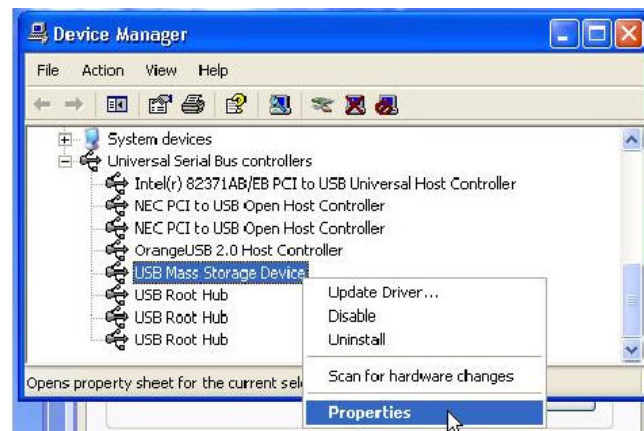 Device Manager
File Action View Help
System devices
Universal Serial Bus controllers
Intel(r) 82371AB/EB PCI to USB Universal Host Controller
NEC PCI to USB Open Host Controller
NEC PCI to USB Open Host Controller
OrangeUSB 2.0 Host Controller
USB Mass Storage Device
USB Root Hub
USB Root Hub
USB Root Hub
Update Driver...
Disable
Uninstall
Scan for hardware changes
Properties
Opens property sheet for the current sel